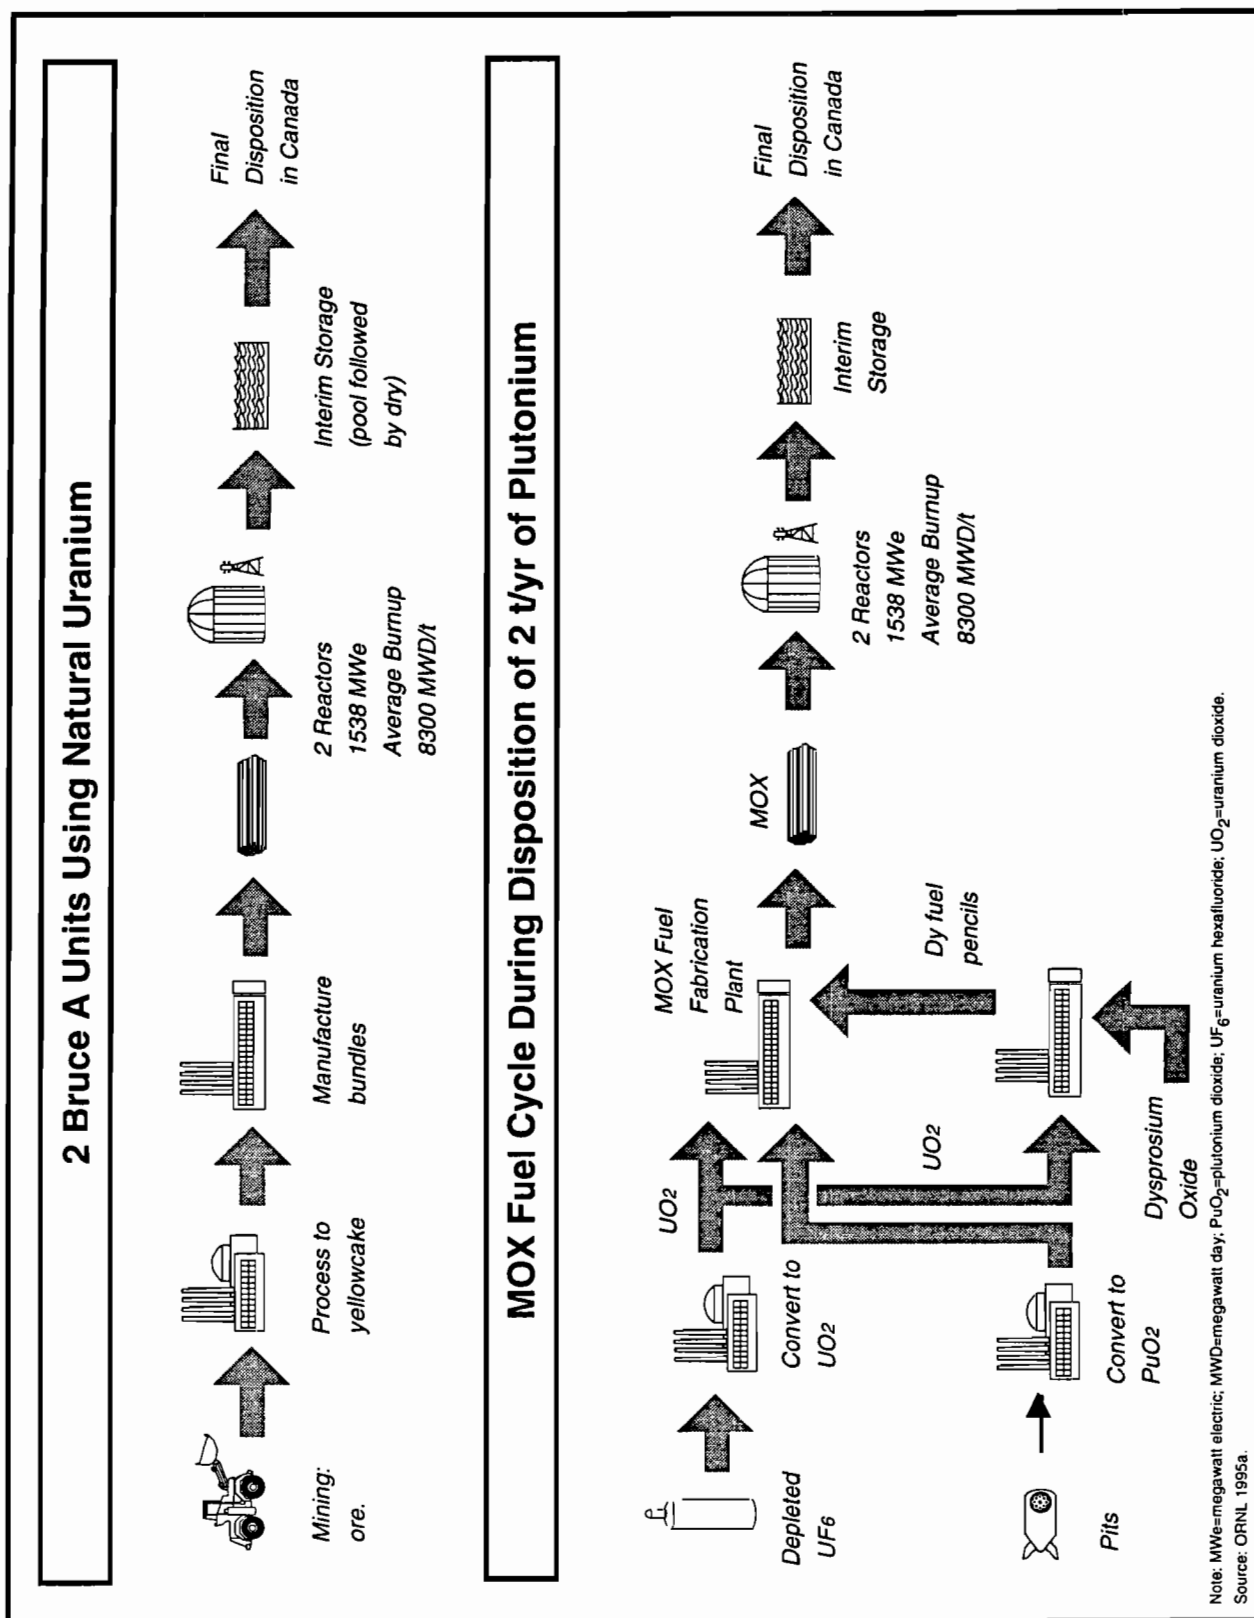 2 Bruce A Units Using Natural Uranium
Mining:
ore.
Process to
yellowcake
Manufacture
bundles
2 Reactors
1538 MWe
Average Burnup
8300 MWD/t
Interim Storage
(pool followed
by dry)
Final
Disposition
in Canada
MOX Fuel Cycle During Disposition of 2 t/yr of Plutonium
Depleted
UF6
Convert to
UO2
UO2
MOX Fuel
Fabrication
Plant
MOX
2 Reactors
1538 MWe
Average Burnup
8300 MWD/t
Interim
Storage
Final
Disposition
in Canada
Pits
Convert to
PuO2
UO2
Dysprosium
Oxide
Dy fuel
pencils
Note: MWe=megawatt electric; MWD=megawatt day; PuO2=plutonium dioxide; UF6=uranium hexafluoride; UO2=uranium dioxide.
Source: ORNL 1995a.